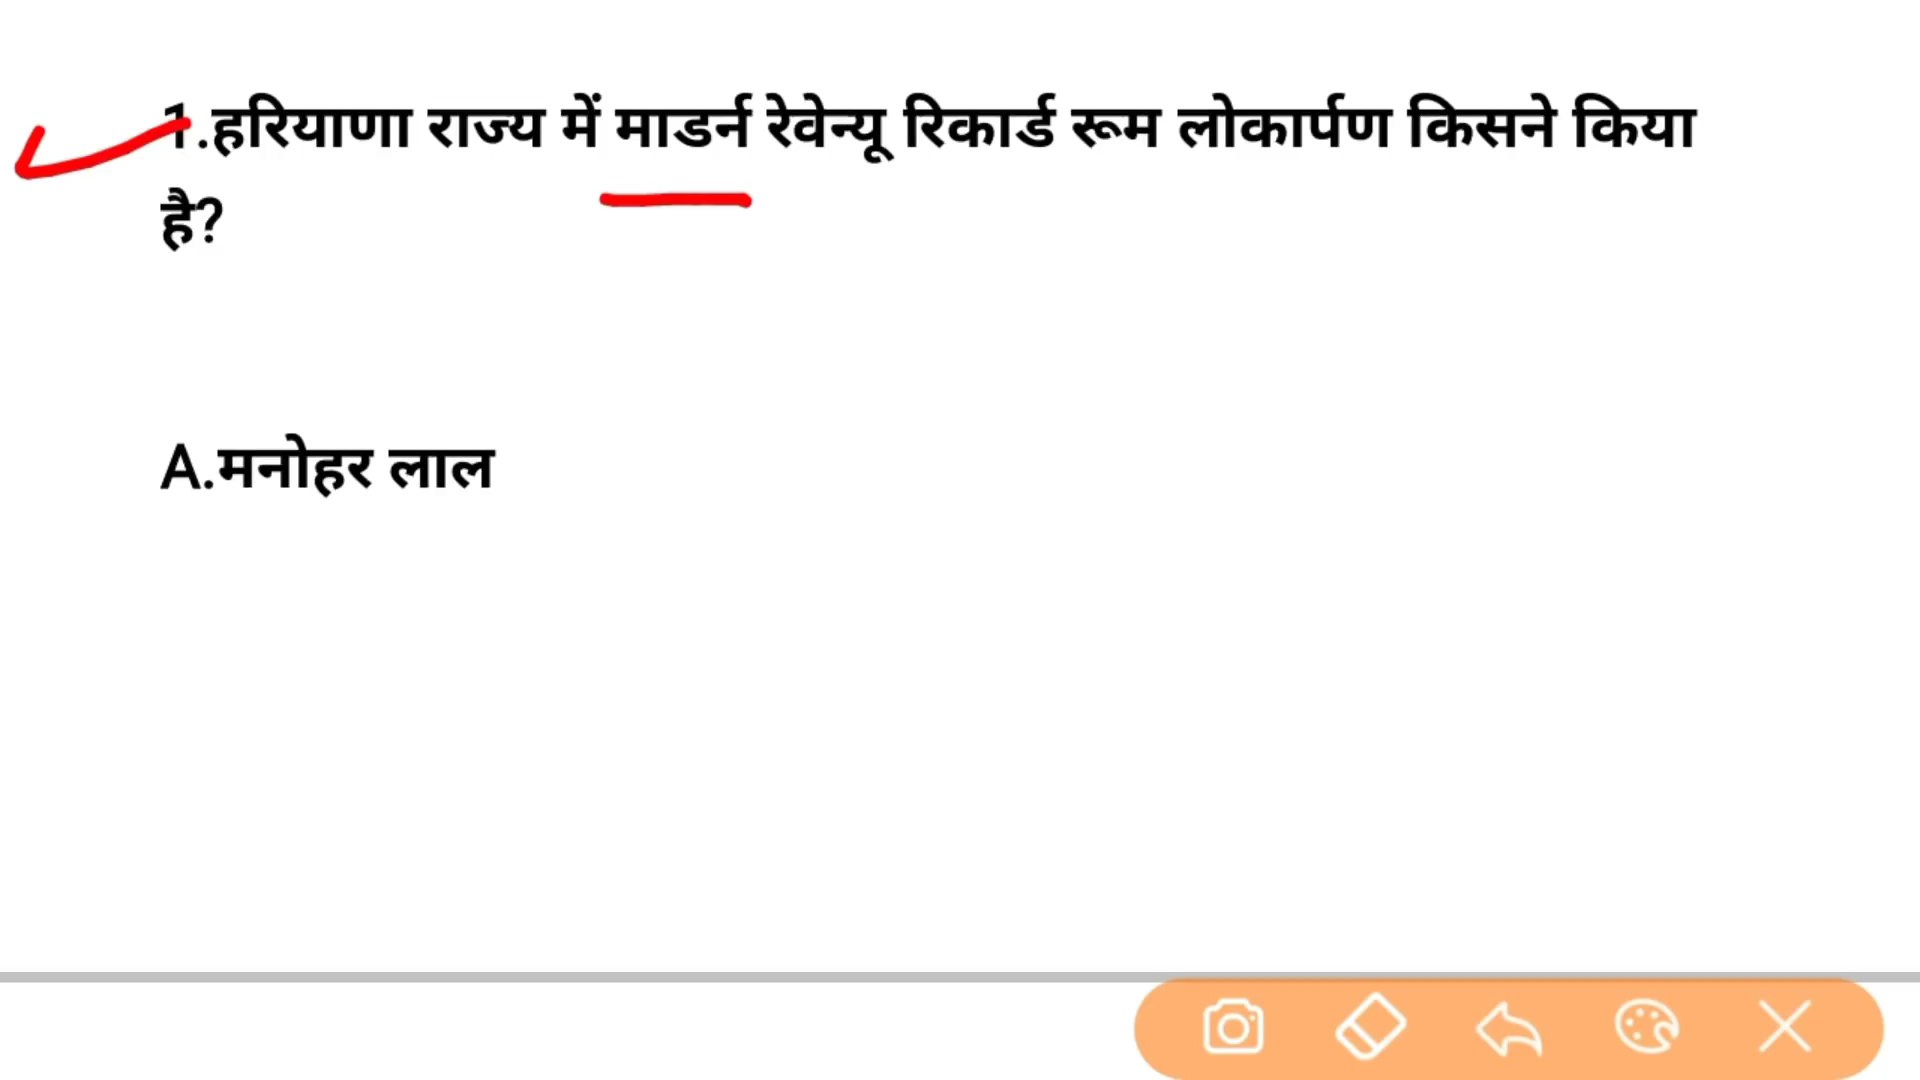 1.हरियाणा राज्य में माडर्न रेवेन्यू रिकार्ड रूम लोकार्पण किसने किया
है?
A.मनोहर लाल